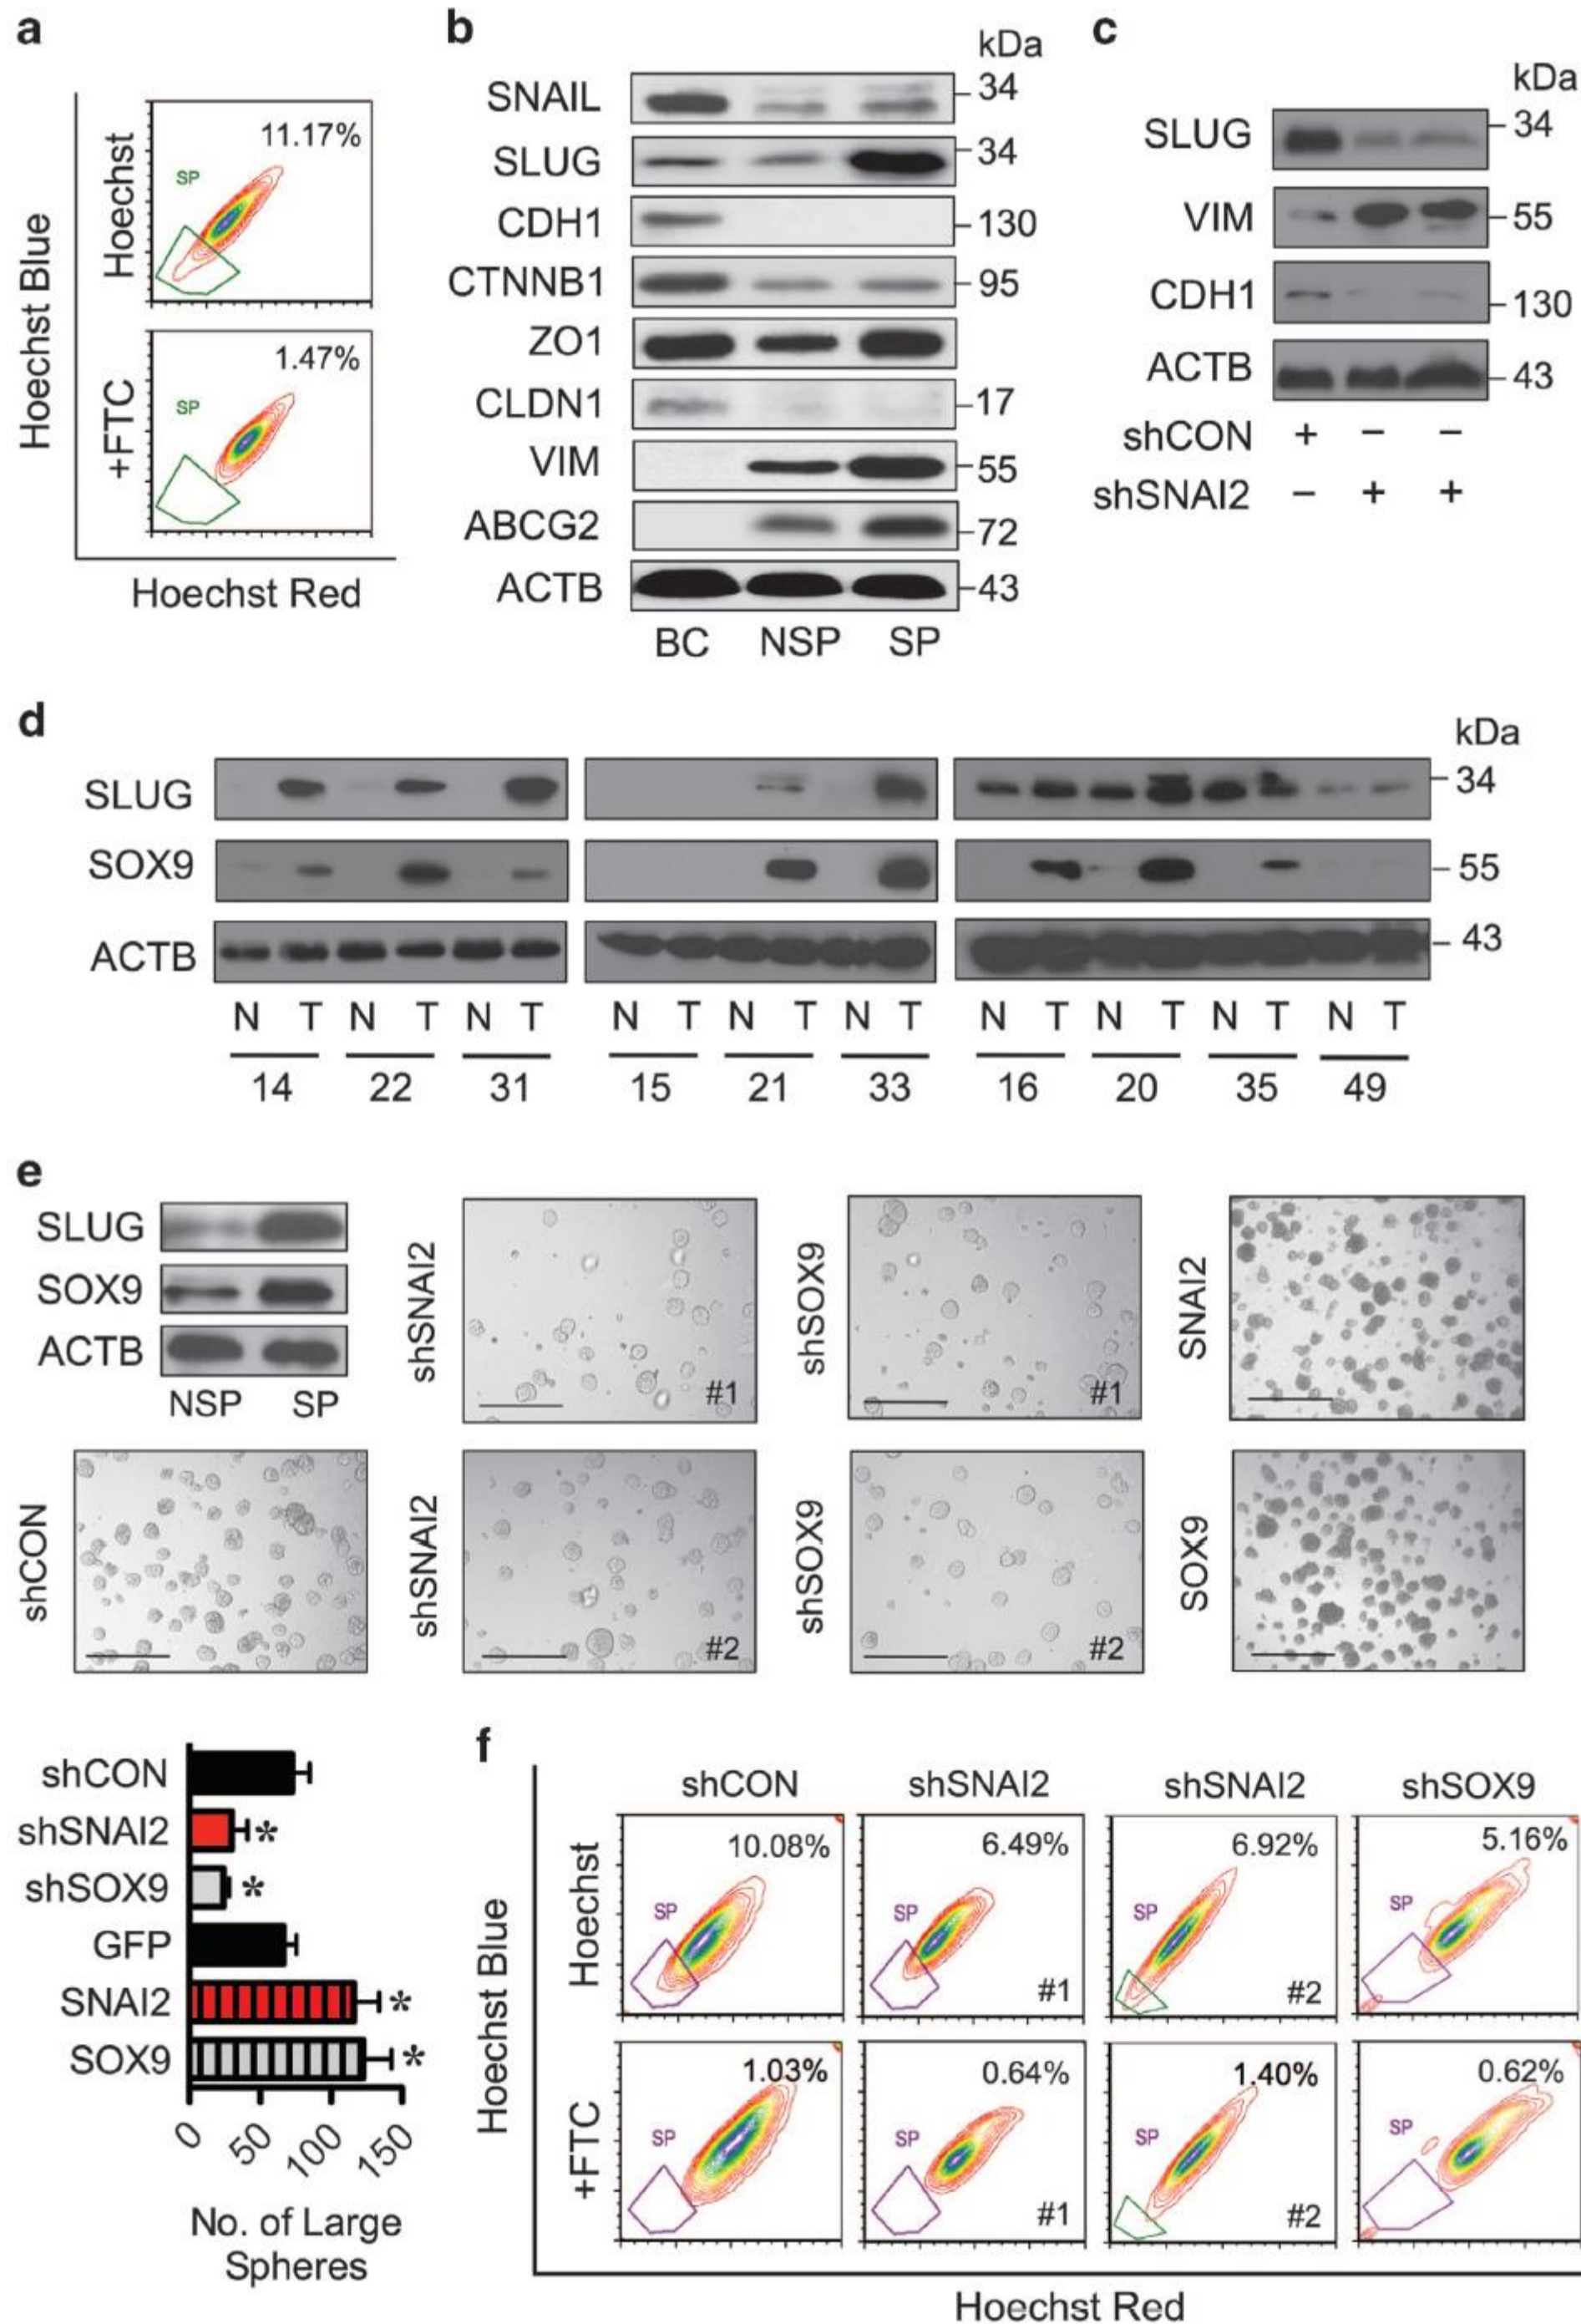 a
Hoechst Blue
Hoechst
11.17%
SP
+FTC
1.47%
SP
Hoechst Red
b
kDa
SNAIL
34
SLUG
34
CDH1
130
CTNNB1
95
ZO1
CLDN1
17
VIM
55
ABCG2
72
ACTB
43
BC NSP SP
c
kDa
SLUG
34
VIM
55
CDH1
130
ACTB
43
shCON + − −
shSNAI2 − + +
d
kDa
SLUG
34
SOX9
55
ACTB
43
N T N T N T N T N T N T N T N T N T N T
14 22 31 15 21 33 16 20 35 49
e
SLUG
SOX9
ACTB
NSP SP
shSNAI2
#1
shSOX9
#1
SNAI2
shCON
shSNAI2
#2
shSOX9
#2
SOX9
shCON
shSNAI2 *
shSOX9 *
GFP
SNAI2 *
SOX9 *
0 50 100 150
No. of Large
Spheres
f
shCON shSNAI2 shSNAI2 shSOX9
Hoechst Blue
Hoechst
10.08% 6.49% 6.92% 5.16%
SP SP SP SP
#1 #2
+FTC
1.03% 0.64% 1.40% 0.62%
SP SP SP SP
#1 #2
Hoechst Red